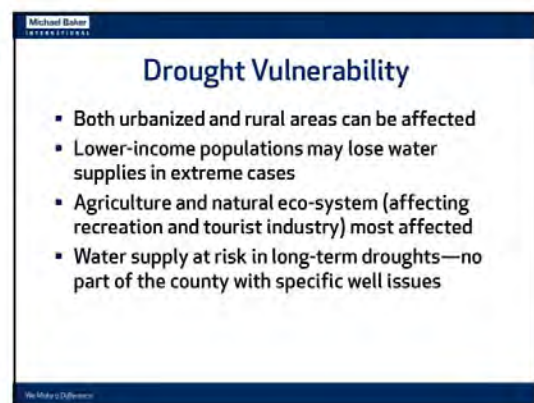 Michael Baker
INTERNATIONAL
Drought Vulnerability
▪ Both urbanized and rural areas can be affected
▪ Lower-income populations may lose water
supplies in extreme cases
▪ Agriculture and natural eco-system (affecting
recreation and tourist industry) most affected
▪ Water supply at risk in long-term droughts—no
part of the county with specific well issues
We Make a Difference